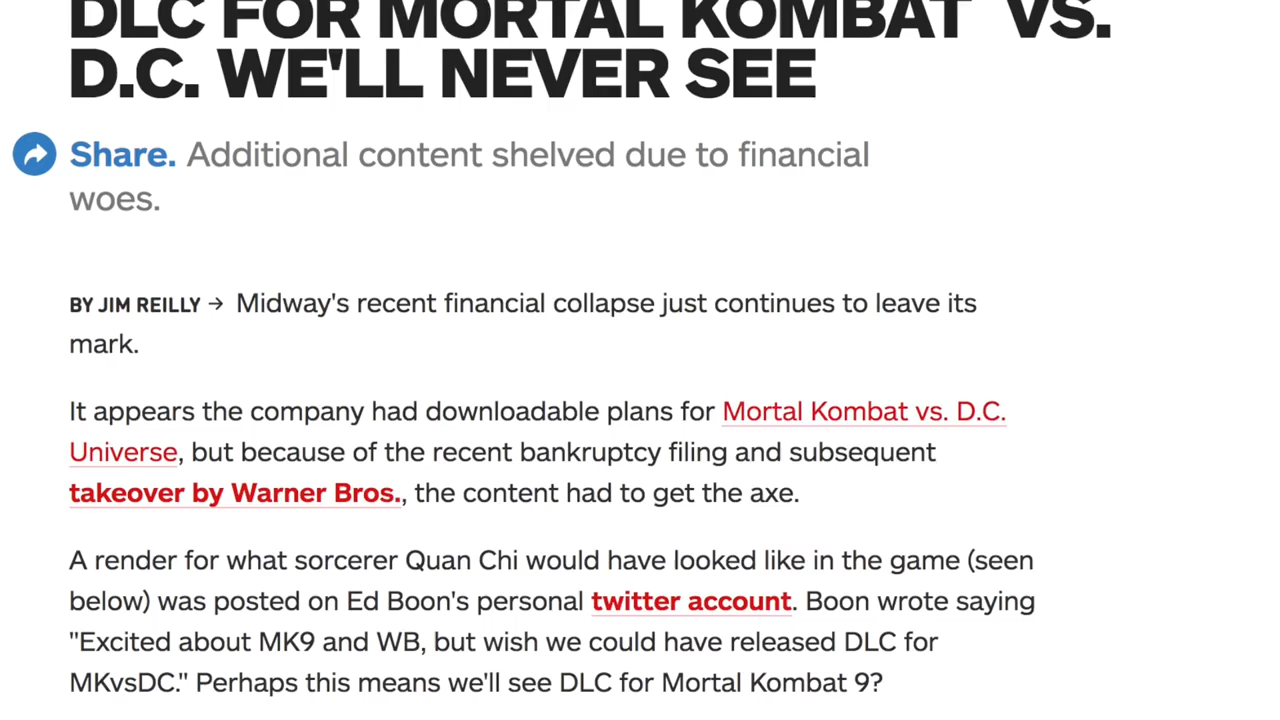 DLC FOR MORTAL KOMBAT VS.
D.C. WE'LL NEVER SEE
Share. Additional content shelved due to financial
woes.
BY JIM REILLY → Midway's recent financial collapse just continues to leave its
mark.
It appears the company had downloadable plans for Mortal Kombat vs. D.C.
Universe, but because of the recent bankruptcy filing and subsequent
takeover by Warner Bros., the content had to get the axe.
A render for what sorcerer Quan Chi would have looked like in the game (seen
below) was posted on Ed Boon's personal twitter account. Boon wrote saying
"Excited about MK9 and WB, but wish we could have released DLC for
MKvsDC." Perhaps this means we'll see DLC for Mortal Kombat 9?